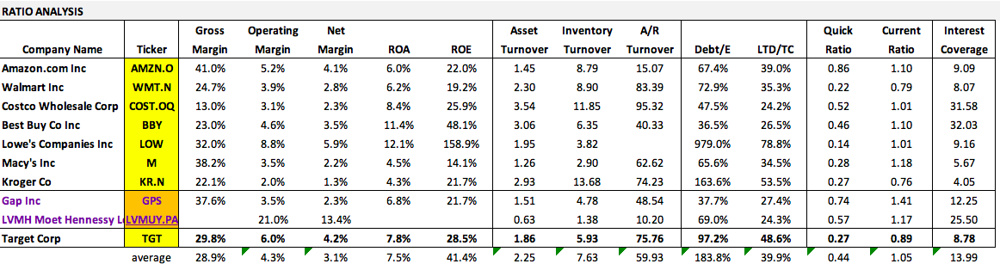 RATIO ANALYSIS
Gross Operating Net Asset Inventory A/R Quick Current Interest
Company Name Ticker Margin Margin Margin ROA ROE Turnover Turnover Turnover Debt/E LTD/TC Ratio Ratio Coverage
Amazon.com Inc AMZN.O 41.0% 5.2% 4.1% 6.0% 22.0% 1.45 8.79 15.07 67.4% 39.0% 0.86 1.10 9.09
Walmart Inc WMT.N 24.7% 3.9% 2.8% 6.2% 19.2% 2.30 8.90 83.39 72.9% 35.3% 0.22 0.79 8.07
Costco Wholesale Corp COST.OQ 13.0% 3.1% 2.3% 8.4% 25.9% 3.54 11.85 95.32 47.5% 24.2% 0.52 1.01 31.58
Best Buy Co Inc BBY 23.0% 4.6% 3.5% 11.4% 48.1% 3.06 6.35 40.33 36.5% 26.5% 0.46 1.10 32.03
Lowe's Companies Inc LOW 32.0% 8.8% 5.9% 12.1% 158.9% 1.95 3.82 979.0% 78.8% 0.14 1.01 9.16
Macy's Inc M 38.2% 3.5% 2.2% 4.5% 14.1% 1.26 2.90 62.62 65.6% 34.5% 0.28 1.18 5.67
Kroger Co KR.N 22.1% 2.0% 1.3% 4.3% 21.7% 2.93 13.68 74.23 163.6% 53.5% 0.27 0.76 4.05
Gap Inc GPS 37.6% 3.5% 2.3% 6.8% 21.7% 1.51 4.78 48.54 37.7% 27.4% 0.74 1.41 12.25
LVMH Moet Hennessy L LVMUY.PA 21.0% 13.4% 0.63 1.38 10.20 69.0% 24.3% 0.57 1.17 25.50
Target Corp TGT 29.8% 6.0% 4.2% 7.8% 28.5% 1.86 5.93 75.76 97.2% 48.6% 0.27 0.89 8.78
average 28.9% 4.3% 3.1% 7.5% 41.4% 2.25 7.63 59.93 183.8% 39.9% 0.44 1.05 13.99